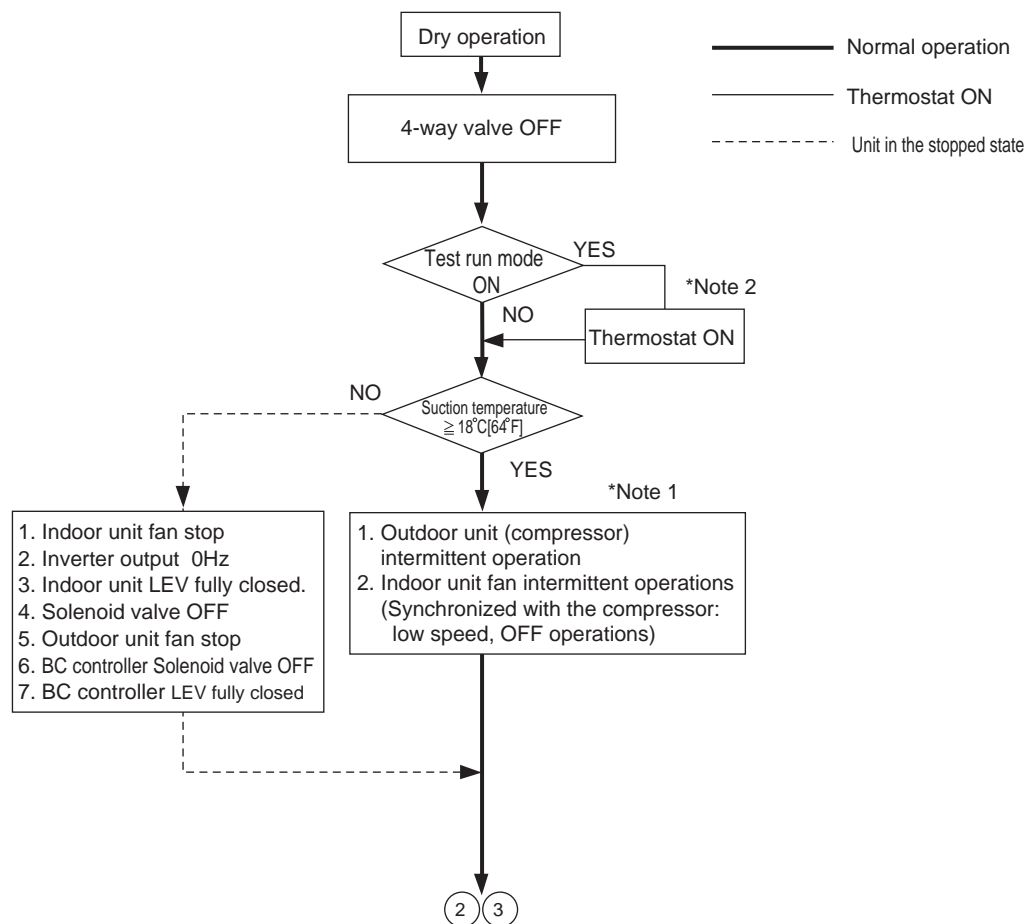 Dry operation
Normal operation
Thermostat ON
Unit in the stopped state
4-way valve OFF
Test run mode
ON
YES
*Note 2
NO
Thermostat ON
NO
Suction temperature
≧ 18°C[64°F]
YES
*Note 1
1. Indoor unit fan stop
2. Inverter output 0Hz
3. Indoor unit LEV fully closed.
4. Solenoid valve OFF
5. Outdoor unit fan stop
6. BC controller Solenoid valve OFF
7. BC controller LEV fully closed
1. Outdoor unit (compressor)
intermittent operation
2. Indoor unit fan intermittent operations
(Synchronized with the compressor:
low speed, OFF operations)
2 3